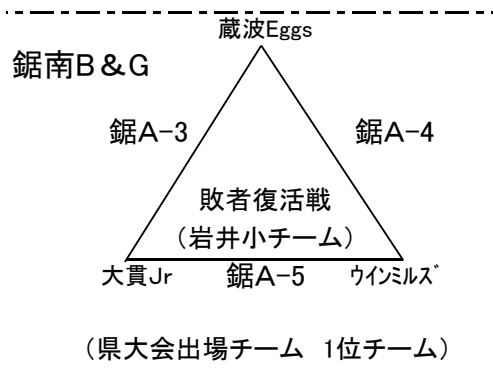 蔵波Eggs
鋸南B＆G
鋸A-3
鋸A-4
敗者復活戦
（岩井小チーム）
大貫Jr
鋸A-5
ｳｲﾝﾐﾙｽﾞ
（県大会出場チーム　1位チーム）